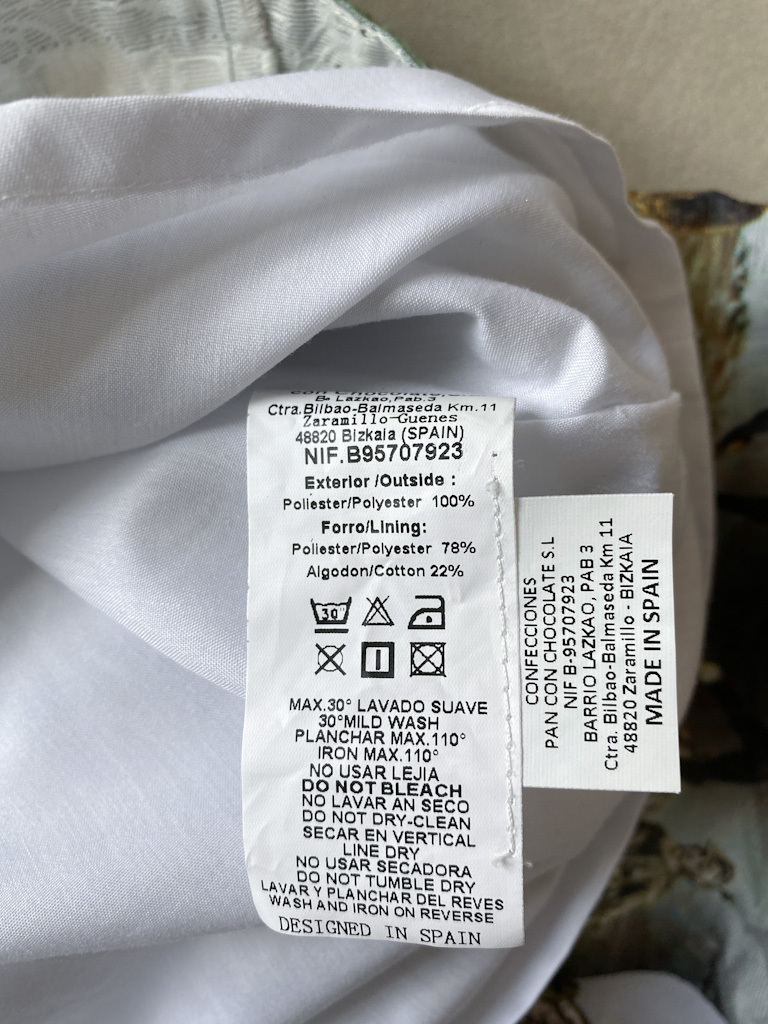 Bº Lazkao,Pab.3
Ctra.Bilbao-Balmaseda Km.11
Zaramillo-Guenes
48820 Bizkaia (SPAIN)
NIF.B95707923
Exterior /Outside :
Poliester/Polyester 100%
Forro/Lining:
Poliester/Polyester 78%
Algodon/Cotton 22%
30°
MAX.30° LAVADO SUAVE
30°MILD WASH
PLANCHAR MAX.110°
IRON MAX.110°
NO USAR LEJIA
DO NOT BLEACH
NO LAVAR AN SECO
DO NOT DRY-CLEAN
SECAR EN VERTICAL
LINE DRY
NO USAR SECADORA
DO NOT TUMBLE DRY
LAVAR Y PLANCHAR DEL REVES
WASH AND IRON ON REVERSE
DESIGNED IN SPAIN
CONFECCIONES
PAN CON CHOCOLATE S.L
NIF B-95707923
BARRIO LAZKAO, PAB 3
Ctra. Bilbao-Balmaseda Km 11
48820 Zaramillo - BIZKAIA
MADE IN SPAIN